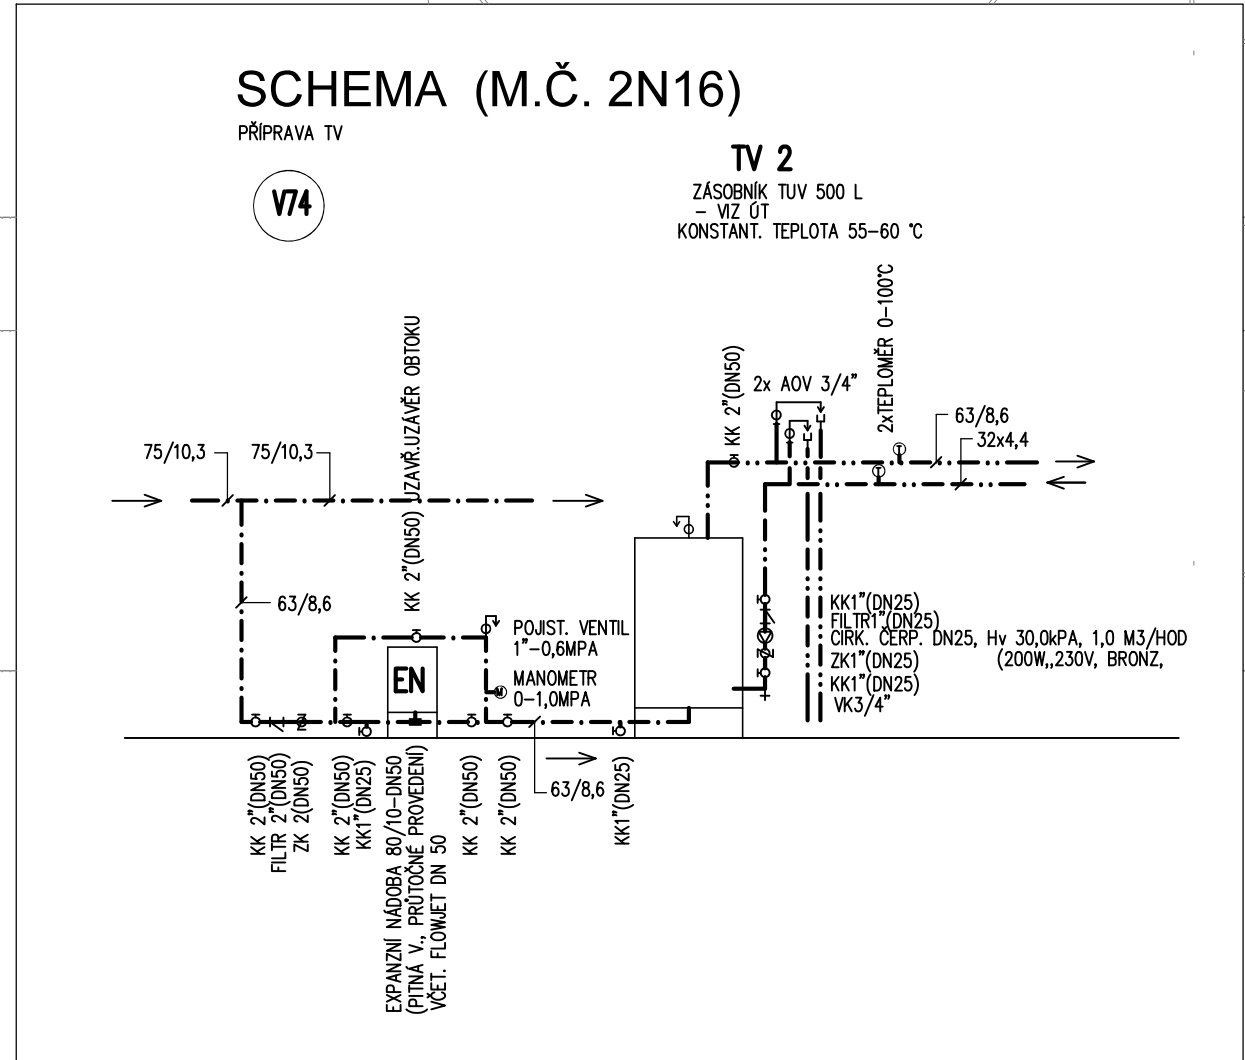 SCHEMA (M.Č. 2N16)
PŘÍPRAVA TV
V74
TV 2
ZÁSOBNÍK TUV 500 L
– VIZ ÚT
KONSTANT. TEPLOTA 55–60 °C
75/10,3
75/10,3
KK 2"(DN50) UZAVŘ.UZÁVĚR OBTOKU
KK 2"(DN50)
2x AOV 3/4"
2xTEPLOMĚR 0–100°C
63/8,6
32x4,4
63/8,6
POJIST. VENTIL
1"–0,6MPA
MANOMETR
0–1,0MPA
M
EN
T
T
KK1"(DN25)
FILTR1"(DN25)
CIRK. ČERP. DN25, Hv 30,0kPA, 1,0 M3/HOD
(200W,,230V, BRONZ,
ZK1"(DN25)
KK1"(DN25)
VK3/4"
KK 2"(DN50)
FILTR 2"(DN50)
ZK 2(DN50)
KK 2"(DN50)
KK1"(DN25)
EXPANZNÍ NÁDOBA 80/10–DN50
(PITNÁ V., PRŮTOČNÉ PROVEDENÍ)
VČET. FLOWJET DN 50
KK 2"(DN50)
KK 2"(DN50)
63/8,6
KK1"(DN25)